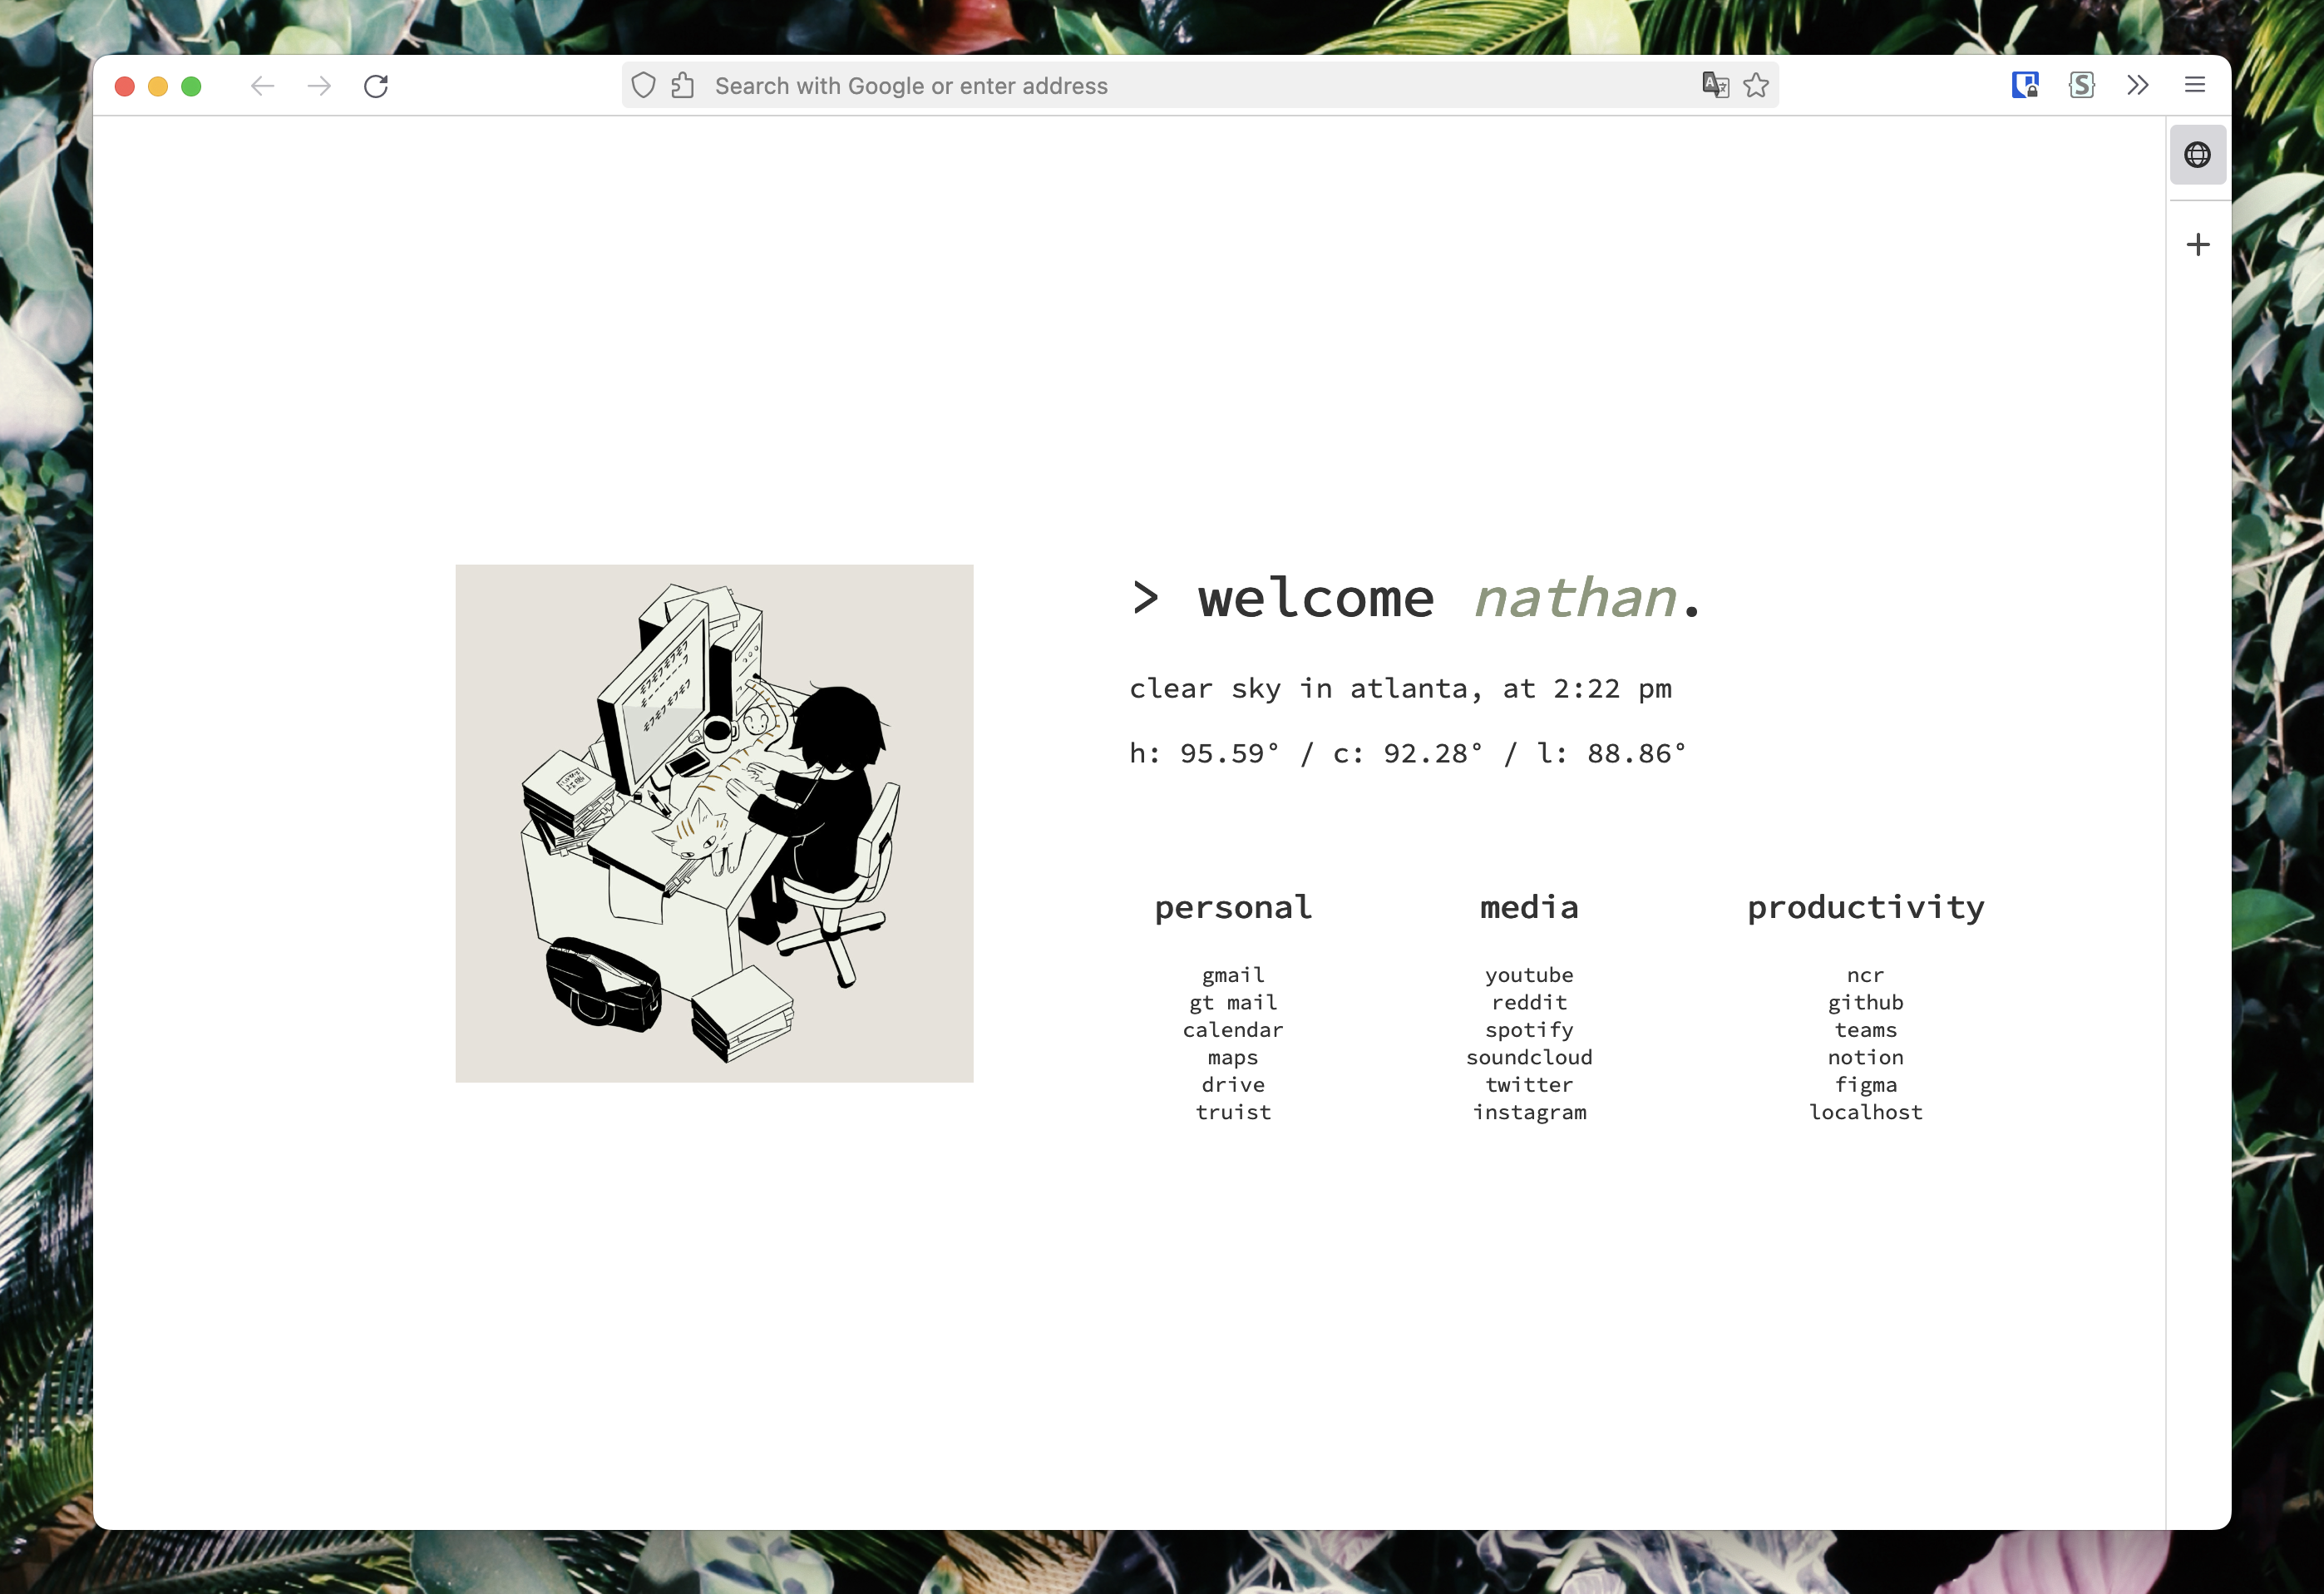 Search with Google or enter address
> welcome nathan.
clear sky in atlanta, at 2:22 pm
h: 95.59° / c: 92.28° / l: 88.86°
personal
gmail
gt mail
calendar
maps
drive
truist
media
youtube
reddit
spotify
soundcloud
twitter
instagram
productivity
ncr
github
teams
notion
figma
localhost